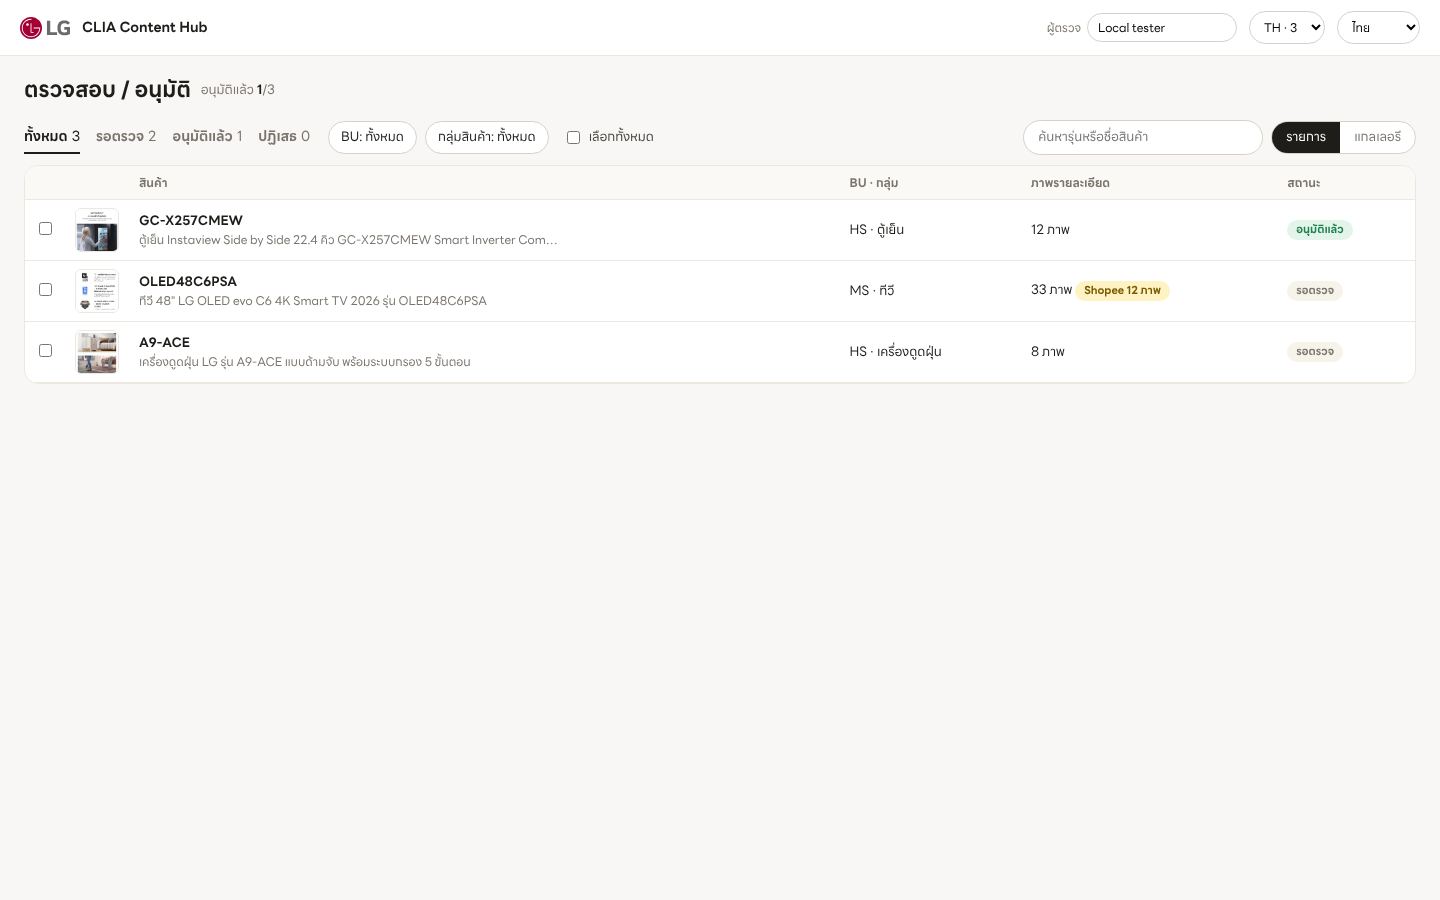 LG CLIA Content Hub
ผู้ตรวจ Local tester TH · 3 ไทย
ตรวจสอบ / อนุมัติ อนุมัติแล้ว 1/3
ทั้งหมด 3 รอตรวจ 2 อนุมัติแล้ว 1 ปฏิเสธ 0 BU: ทั้งหมด กลุ่มสินค้า: ทั้งหมด เลือกทั้งหมด ค้นหารุ่นหรือชื่อสินค้า รายการ แกลเลอรี
สินค้า BU · กลุ่ม ภาพรายละเอียด สถานะ
GC-X257CMEW
ตู้เย็น Instaview Side by Side 22.4 คิว GC-X257CMEW Smart Inverter Com...
HS · ตู้เย็น 12 ภาพ อนุมัติแล้ว
OLED48C6PSA
ทีวี 48" LG OLED evo C6 4K Smart TV 2026 รุ่น OLED48C6PSA
MS · ทีวี 33 ภาพ Shopee 12 ภาพ รอตรวจ
A9-ACE
เครื่องดูดฝุ่น LG รุ่น A9-ACE แบบด้ามจับ พร้อมระบบกรอง 5 ขั้นตอน
HS · เครื่องดูดฝุ่น 8 ภาพ รอตรวจ